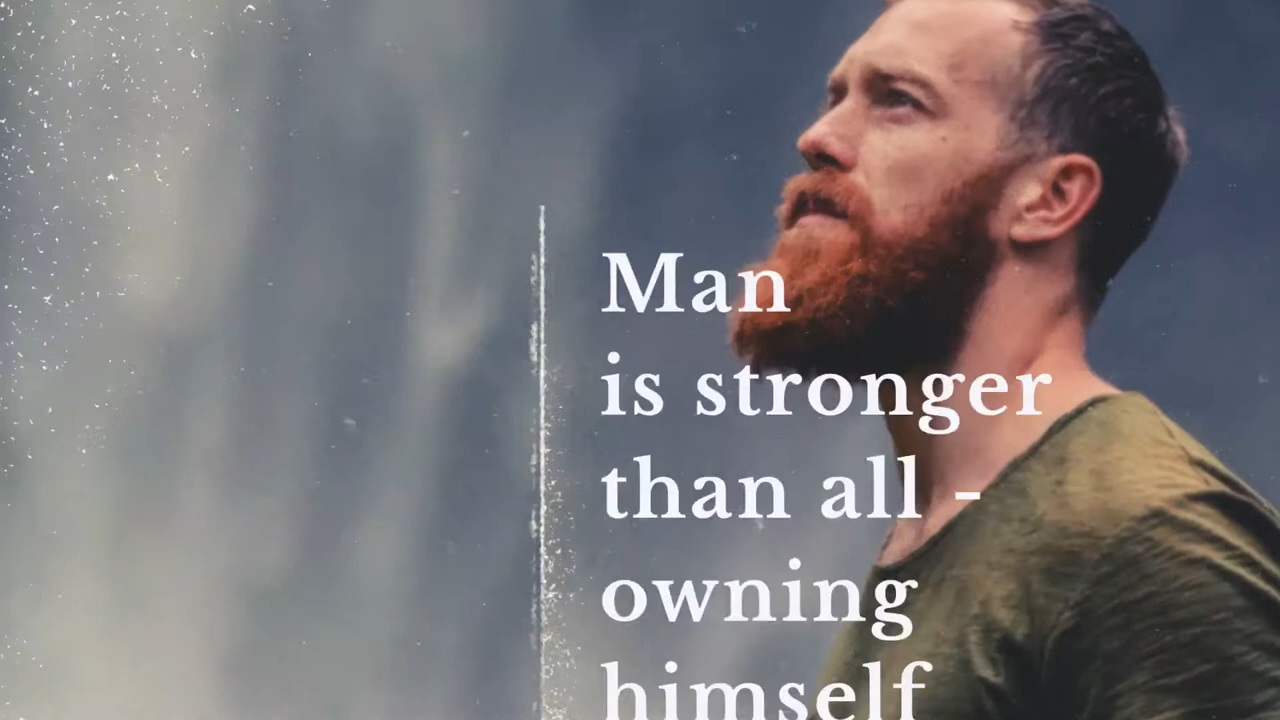 Man
is stronger
than all -
owning
himself